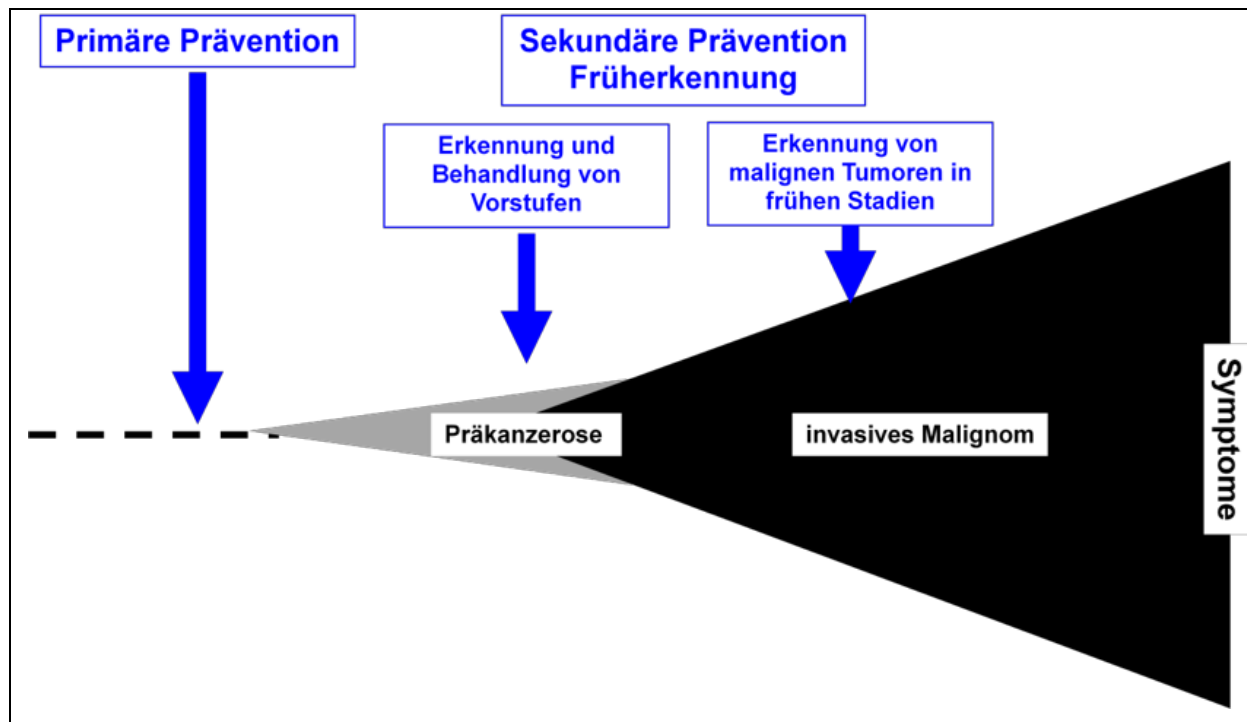 Primäre Prävention
Sekundäre Prävention
Früherkennung
Erkennung und
Behandlung von
Vorstufen
Erkennung von
malignen Tumoren in
frühen Stadien
Präkanzerose
invasives Malignom
Symptome